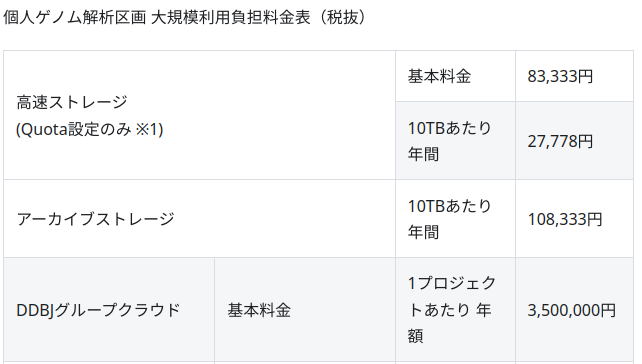 個人ゲノム解析区画 大規模利用負担料金表（税抜）
高速ストレージ
(Quota設定のみ ※1)
基本料金
83,333円
10TBあたり
年間
27,778円
アーカイブストレージ
10TBあたり
年間
108,333円
DDBJグループクラウド
基本料金
1プロジェク
トあたり 年
額
3,500,000円